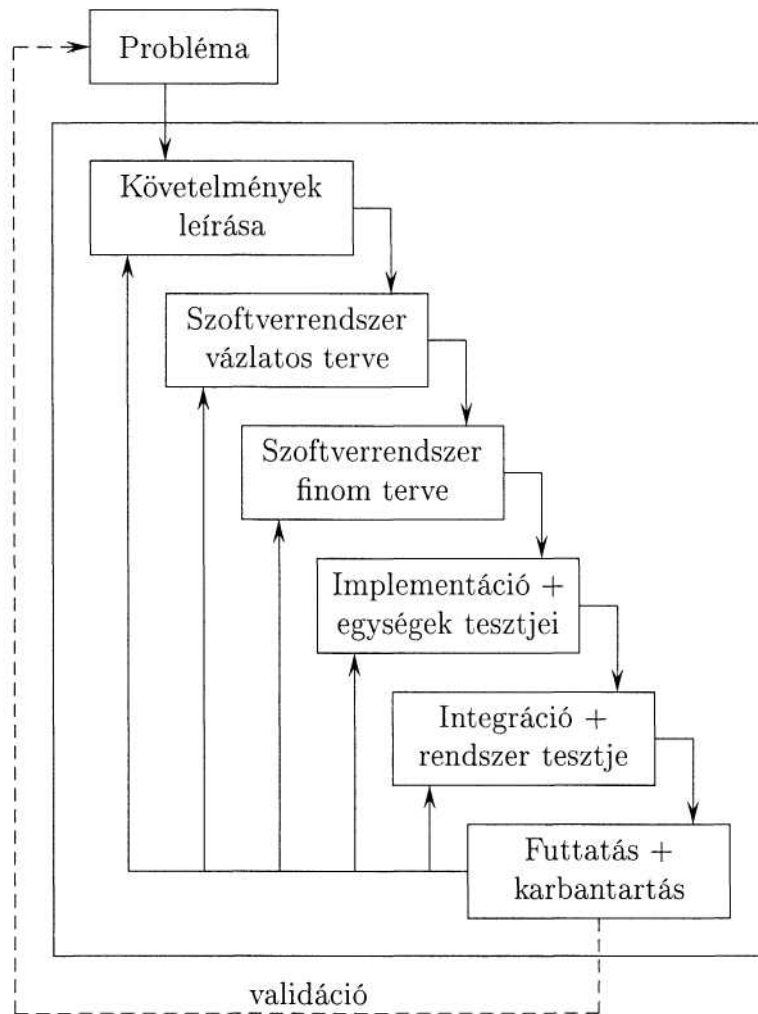 Probléma
Követelmények
leírása
Szoftverrendszer
vázlatos terve
Szoftverrendszer
finom terve
Implementáció +
egységek tesztjei
Integráció +
rendszer tesztje
Futtatás +
karbantartás
validáció